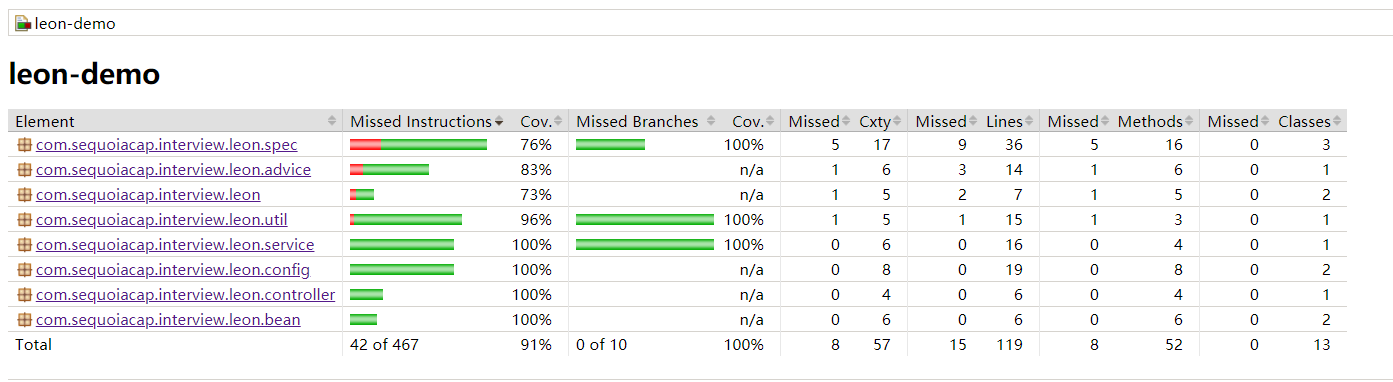 leon-demo
leon-demo
Element Missed Instructions Cov. Missed Branches Cov. Missed Cxty Missed Lines Missed Methods Missed Classes
com.sequoiacap.interview.leon.spec 76% 100% 5 17 9 36 5 16 0 3
com.sequoiacap.interview.leon.advice 83% n/a 1 6 3 14 1 6 0 1
com.sequoiacap.interview.leon 73% n/a 1 5 2 7 1 5 0 2
com.sequoiacap.interview.leon.util 96% 100% 1 5 1 15 1 3 0 1
com.sequoiacap.interview.leon.service 100% 100% 0 6 0 16 0 4 0 1
com.sequoiacap.interview.leon.config 100% n/a 0 8 0 19 0 8 0 2
com.sequoiacap.interview.leon.controller 100% n/a 0 4 0 6 0 4 0 1
com.sequoiacap.interview.leon.bean 100% n/a 0 6 0 6 0 6 0 2
Total 42 of 467 91% 0 of 10 100% 8 57 15 119 8 52 0 13